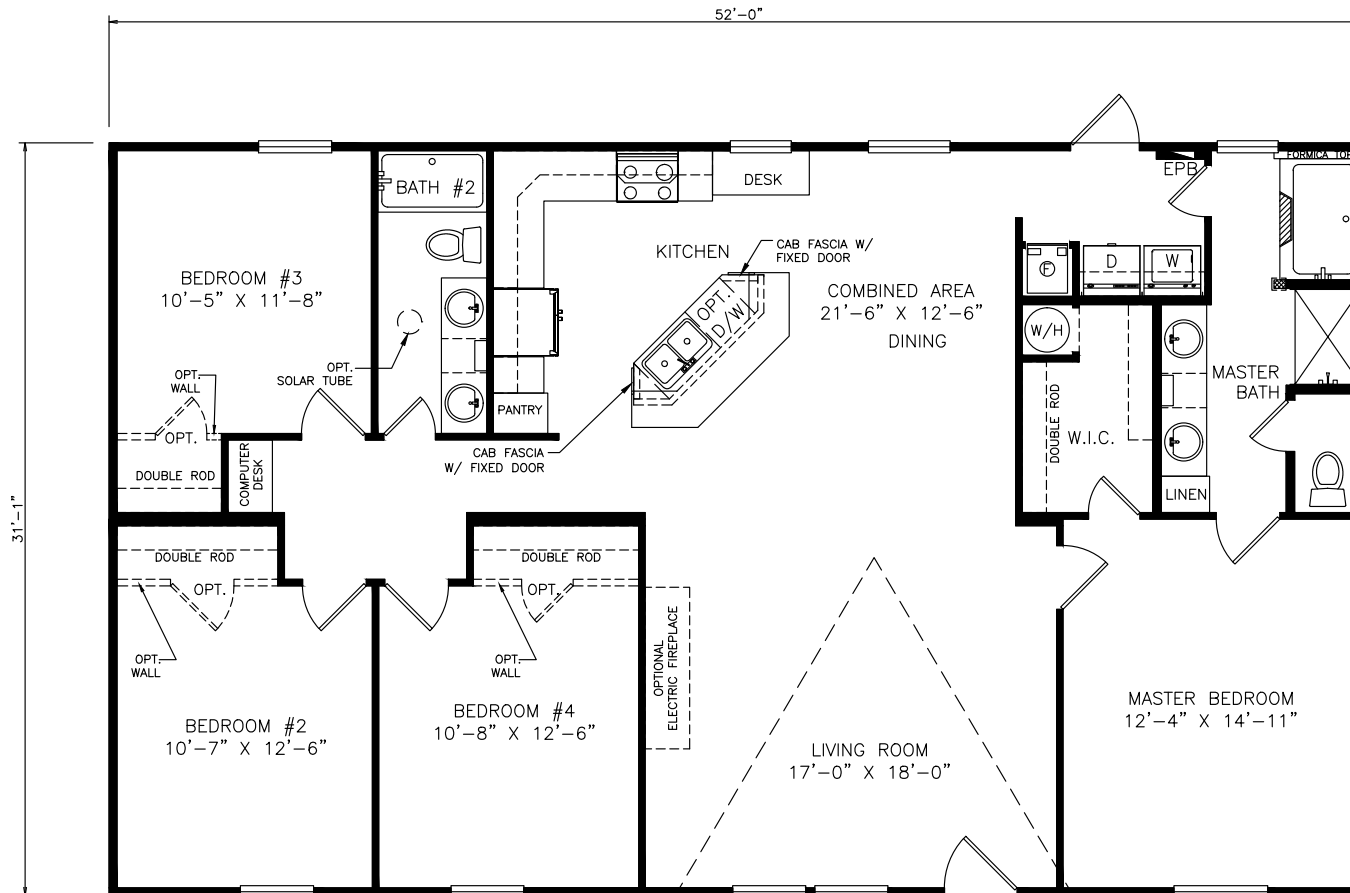 52'-0"
31'-1"
BEDROOM #3
10'-5" X 11'-8"
OPT.
WALL
OPT.
DOUBLE ROD
COMPUTER
DESK
BATH #2
OPT.
SOLAR TUBE
PANTRY
DESK
KITCHEN
CAB FASCIA W/
FIXED DOOR
OPT.
D/W
CAB FASCIA
W/ FIXED DOOR
COMBINED AREA
21'-6" X 12'-6"
DINING
EPB
F
D
W
W/H
DOUBLE ROD
W.I.C.
FORMICA TOP
MASTER
BATH
LINEN
DOUBLE ROD
OPT.
OPT.
WALL
BEDROOM #2
10'-7" X 12'-6"
DOUBLE ROD
OPT.
OPT.
WALL
BEDROOM #4
10'-8" X 12'-6"
OPTIONAL
ELECTRIC FIREPLACE
LIVING ROOM
17'-0" X 18'-0"
MASTER BEDROOM
12'-4" X 14'-11"